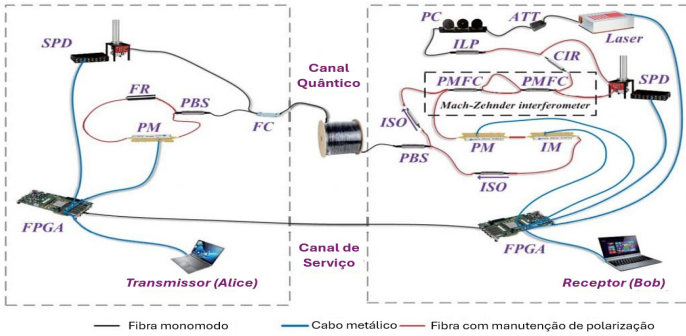 PC
ATT
Laser
SPD
ILP
CIR
Canal
Quântico
FR
PBS
PMFC
PMFC
SPD
Mach-Zehnder interferometer
FC
ISO
PM
PBS
PM
IM
ISO
FPGA
FPGA
Canal de
Serviço
Transmissor (Alice)
Receptor (Bob)
Fibra monomodo
Cabo metálico
Fibra com manutenção de polarização